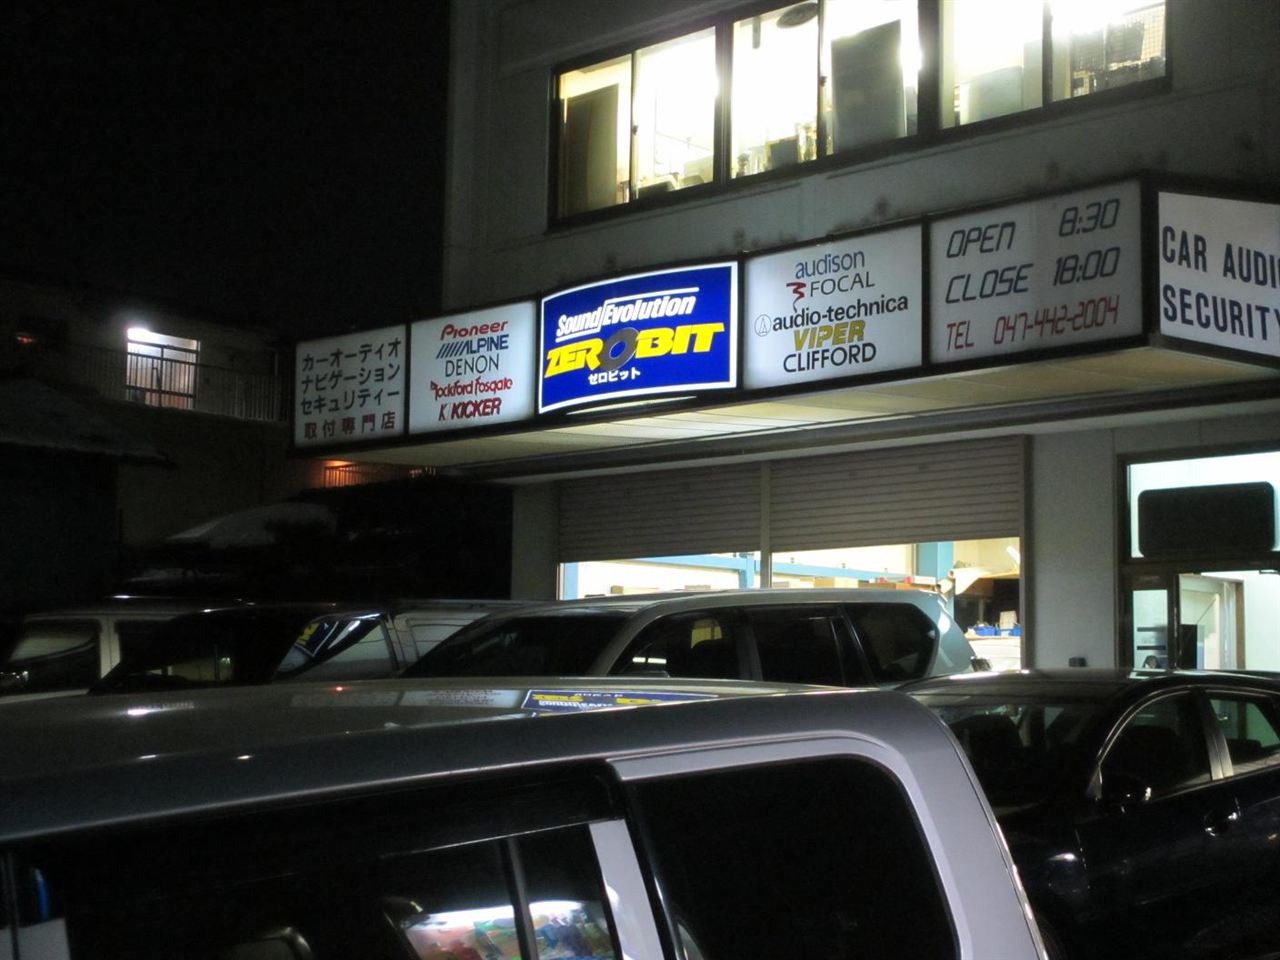 カーオーディオ
ナビゲーション
セキュリティー
取付専門店
Pioneer
ALPINE
DENON
Rockford Fosgate
KICKER
Sound Evolution
ZEROBIT
ゼロビット
audison
FOCAL
audio-technica
VIPER
CLIFFORD
OPEN 8:30
CLOSE 18:00
TEL 047-442-2004
CAR AUDIO
SECURITY